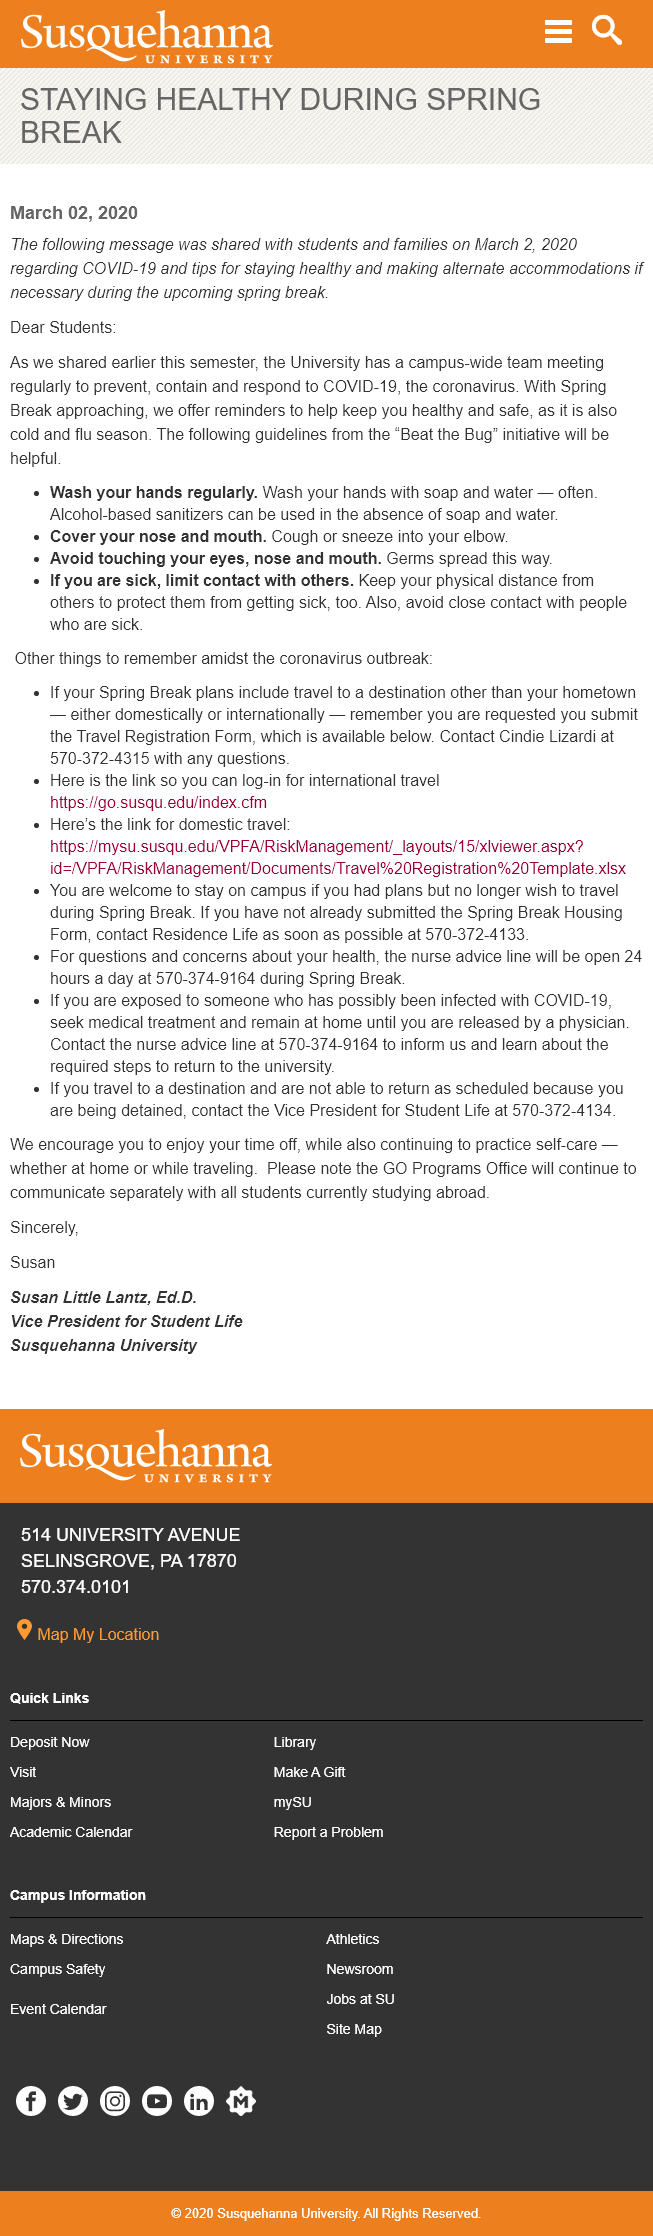 Susquehanna
UNIVERSITY
STAYING HEALTHY DURING SPRING
BREAK
March 02, 2020
The following message was shared with students and families on March 2, 2020
regarding COVID-19 and tips for staying healthy and making alternate accommodations if
necessary during the upcoming spring break.
Dear Students:
As we shared earlier this semester, the University has a campus-wide team meeting
regularly to prevent, contain and respond to COVID-19, the coronavirus. With Spring
Break approaching, we offer reminders to help keep you healthy and safe, as it is also
cold and flu season. The following guidelines from the “Beat the Bug” initiative will be
helpful.
• Wash your hands regularly. Wash your hands with soap and water — often.
Alcohol-based sanitizers can be used in the absence of soap and water.
• Cover your nose and mouth. Cough or sneeze into your elbow.
• Avoid touching your eyes, nose and mouth. Germs spread this way.
• If you are sick, limit contact with others. Keep your physical distance from
others to protect them from getting sick, too. Also, avoid close contact with people
who are sick.
Other things to remember amidst the coronavirus outbreak:
• If your Spring Break plans include travel to a destination other than your hometown
— either domestically or internationally — remember you are requested you submit
the Travel Registration Form, which is available below. Contact Cindie Lizardi at
570-372-4315 with any questions.
• Here is the link so you can log-in for international travel
https://go.susqu.edu/index.cfm
• Here’s the link for domestic travel:
https://mysu.susqu.edu/VPFA/RiskManagement/_layouts/15/xlviewer.aspx?
id=/VPFA/RiskManagement/Documents/Travel%20Registration%20Template.xlsx
• You are welcome to stay on campus if you had plans but no longer wish to travel
during Spring Break. If you have not already submitted the Spring Break Housing
Form, contact Residence Life as soon as possible at 570-372-4133.
• For questions and concerns about your health, the nurse advice line will be open 24
hours a day at 570-374-9164 during Spring Break.
• If you are exposed to someone who has possibly been infected with COVID-19,
seek medical treatment and remain at home until you are released by a physician.
Contact the nurse advice line at 570-374-9164 to inform us and learn about the
required steps to return to the university.
• If you travel to a destination and are not able to return as scheduled because you
are being detained, contact the Vice President for Student Life at 570-372-4134.
We encourage you to enjoy your time off, while also continuing to practice self-care —
whether at home or while traveling.  Please note the GO Programs Office will continue to
communicate separately with all students currently studying abroad.
Sincerely,
Susan
Susan Little Lantz, Ed.D.
Vice President for Student Life
Susquehanna University
Susquehanna
UNIVERSITY
514 UNIVERSITY AVENUE
SELINSGROVE, PA 17870
570.374.0101
Map My Location
Quick Links
Deposit Now
Visit
Majors & Minors
Academic Calendar
Library
Make A Gift
mySU
Report a Problem
Campus Information
Maps & Directions
Campus Safety
Event Calendar
Athletics
Newsroom
Jobs at SU
Site Map
© 2020 Susquehanna University. All Rights Reserved.